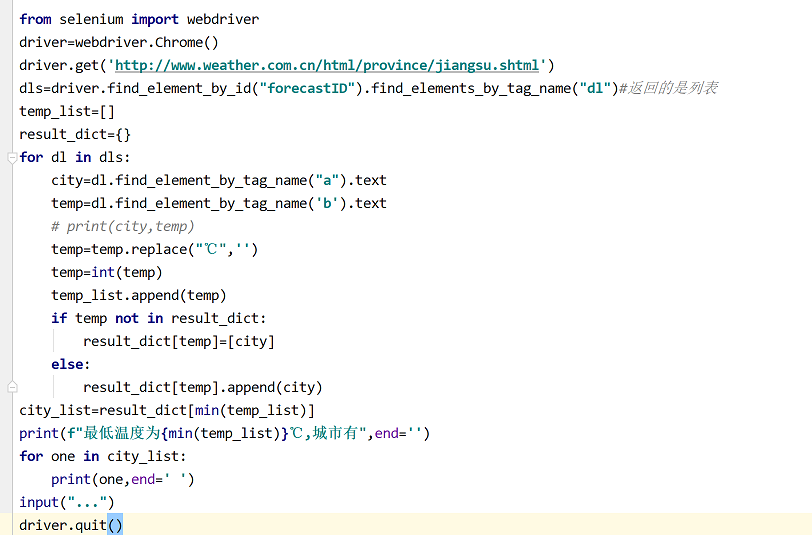 from selenium import webdriver
driver=webdriver.Chrome()
driver.get('http://www.weather.com.cn/html/province/jiangsu.shtml')
dls=driver.find_element_by_id("forecastID").find_elements_by_tag_name("dl")#返回的是列表
temp_list=[]
result_dict={}
for dl in dls:
    city=dl.find_element_by_tag_name("a").text
    temp=dl.find_element_by_tag_name('b').text
    # print(city,temp)
    temp=temp.replace("℃",'')
    temp=int(temp)
    temp_list.append(temp)
    if temp not in result_dict:
        result_dict[temp]=[city]
    else:
        result_dict[temp].append(city)
city_list=result_dict[min(temp_list)]
print(f"最低温度为{min(temp_list)}℃,城市有",end='')
for one in city_list:
    print(one,end=' ')
input("...")
driver.quit()